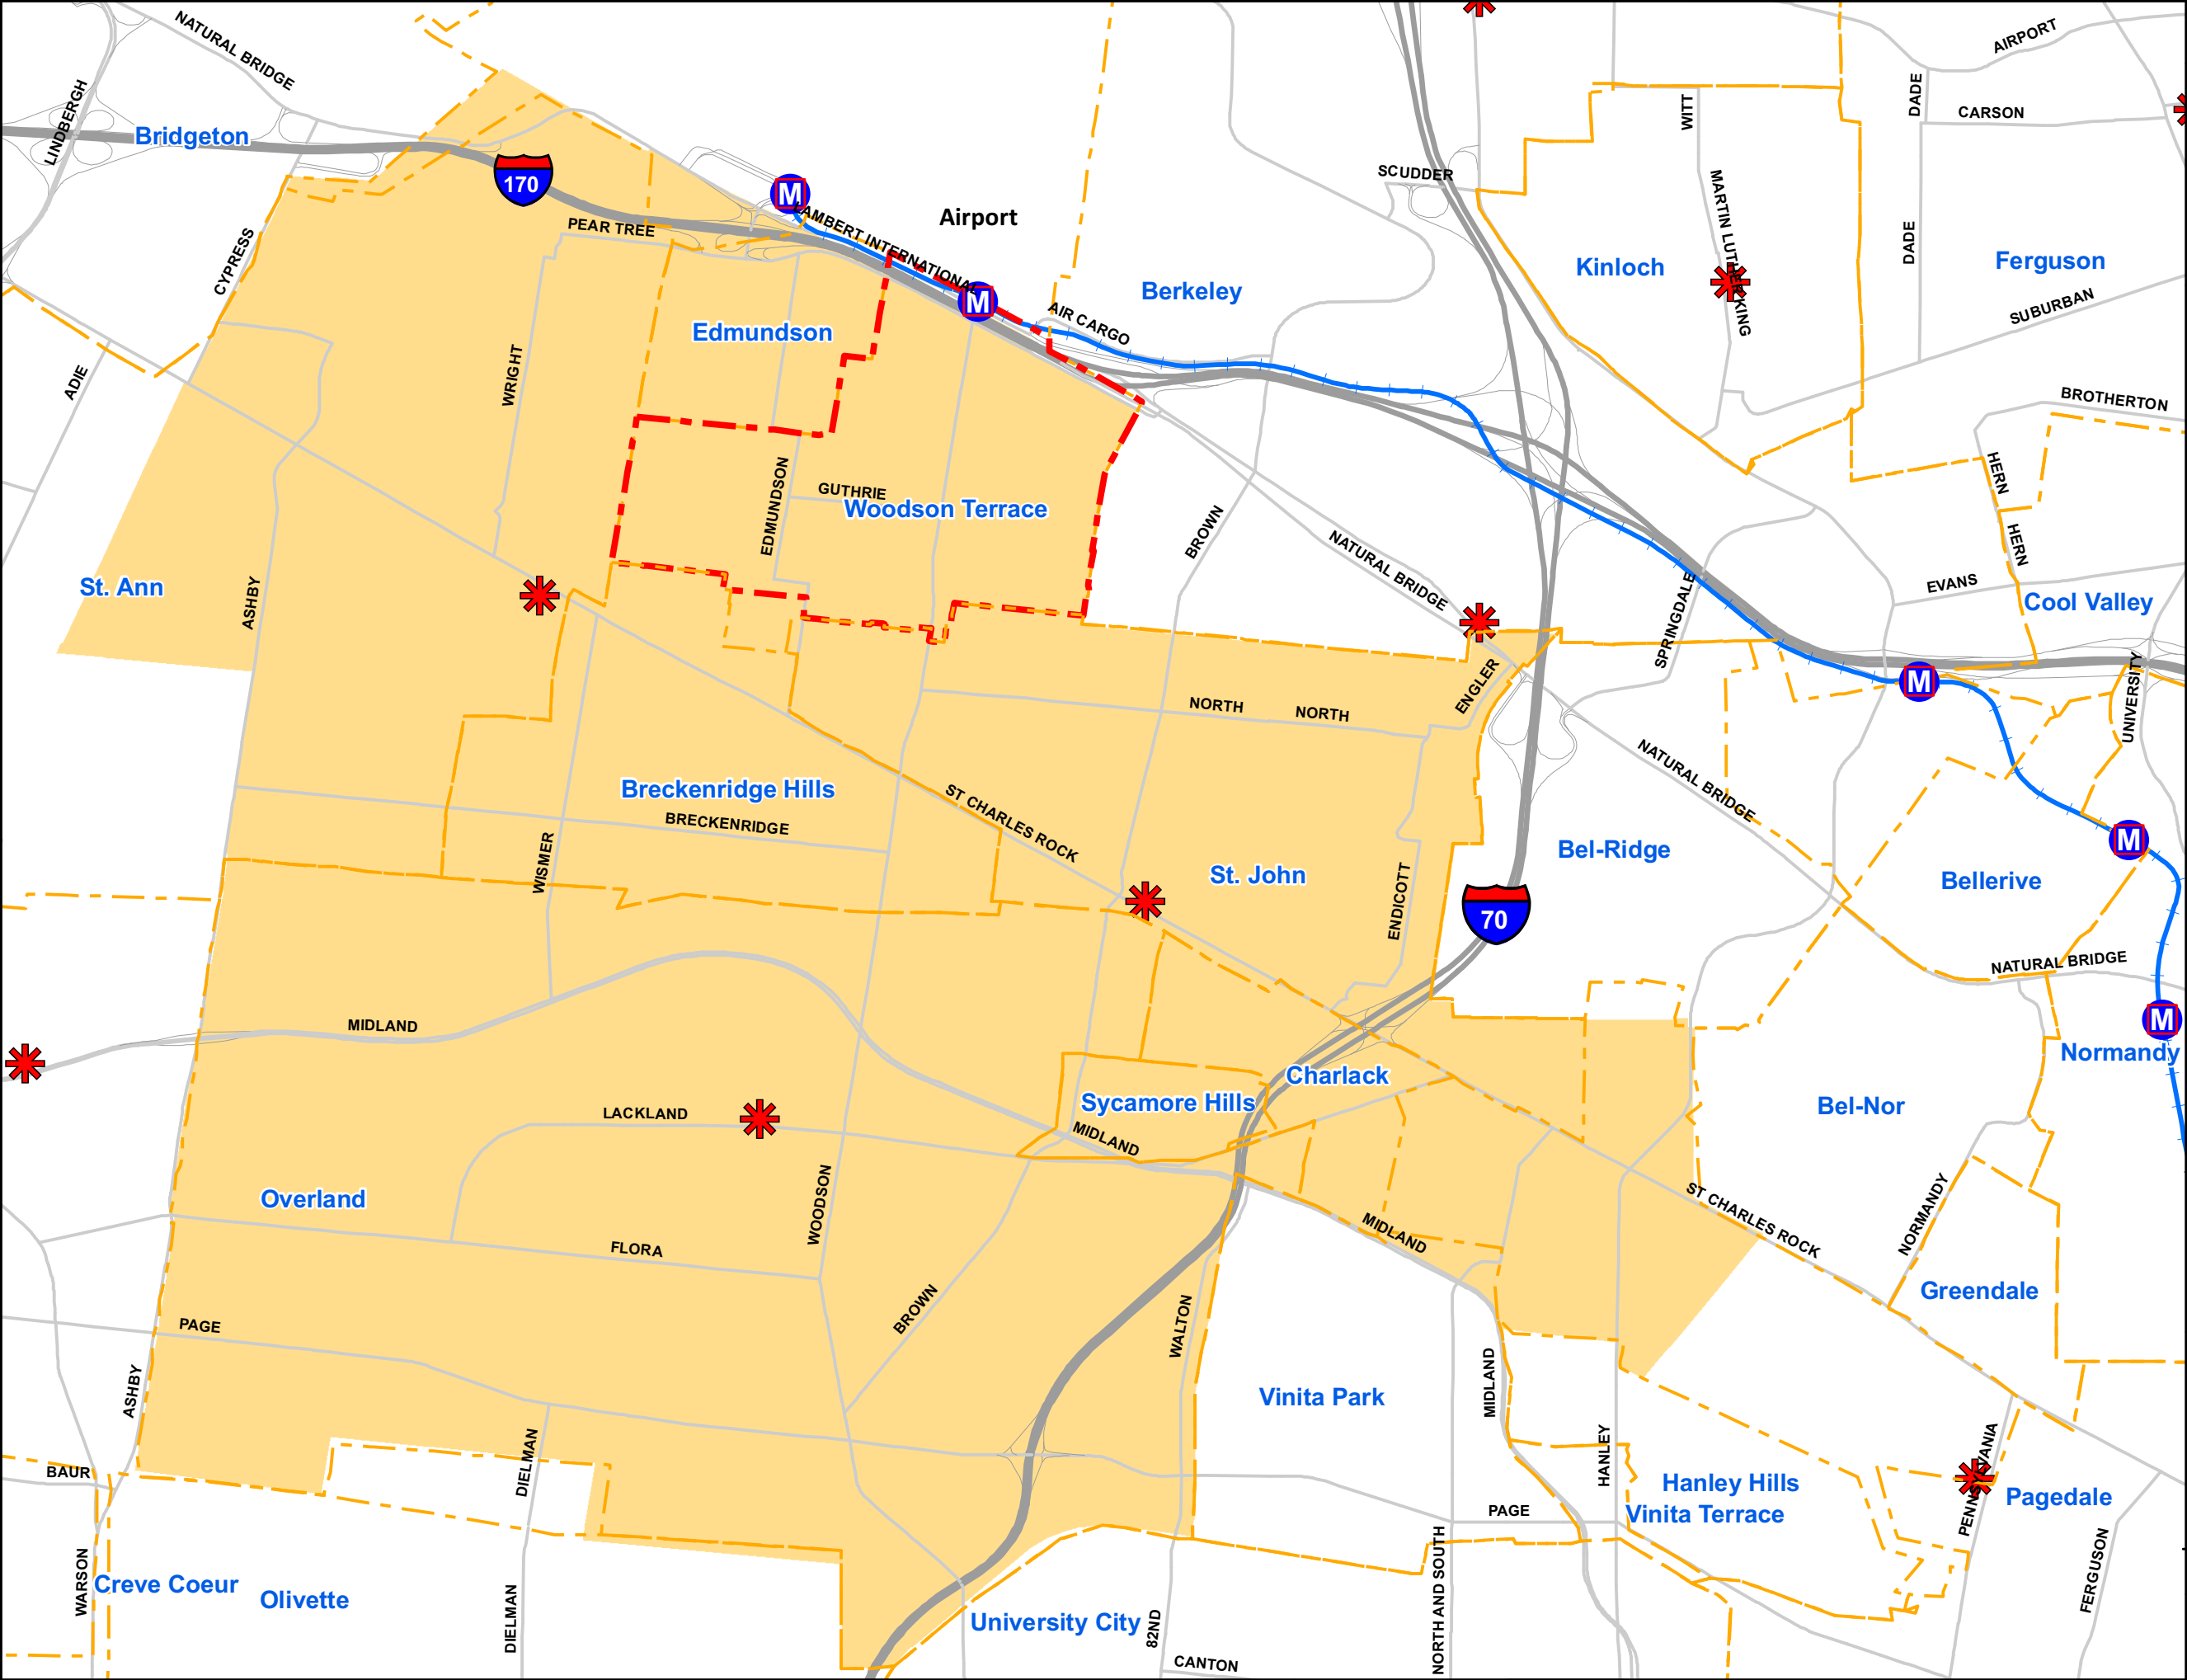 NATURAL BRIDGE
AIRPORT
LINDBERGH
Bridgeton
WITT
DADE
CARSON
170
M
SCUDDER
MARTIN LUTHER KING
PEAR TREE
LAMBERT INTERNATIONAL
Airport
CYPRESS
DADE
Kinloch
Ferguson
Berkeley
M
AIR CARGO
SUBURBAN
Edmundson
ADIE
WRIGHT
BROTHERTON
HERN
EDMUNDSON
GUTHRIE
Woodson Terrace
BROWN
NATURAL BRIDGE
HERN
St. Ann
ASHBY
EVANS
Cool Valley
SPRINGDALE
ENGLER
M
UNIVERSITY
NORTH
NORTH
NATURAL BRIDGE
Breckenridge Hills
BRECKENRIDGE
ST CHARLES ROCK
M
WISMER
St. John
Bel-Ridge
Bellerive
ENDICOTT
70
NATURAL BRIDGE
MIDLAND
M
Normandy
Charlack
Sycamore Hills
Bel-Nor
LACKLAND
MIDLAND
Overland
WOODSON
ST CHARLES ROCK
NORMANDY
FLORA
MIDLAND
Greendale
BROWN
PAGE
WALTON
ASHBY
MIDLAND
Vinita Park
DIELMAN
HANLEY
BAUR
Hanley Hills
PENNSYLVANIA
Pagedale
PAGE
Vinita Terrace
WARSON
Creve Coeur
Olivette
DIELMAN
University City
82ND
NORTH AND SOUTH
FERGUSON
CANTON